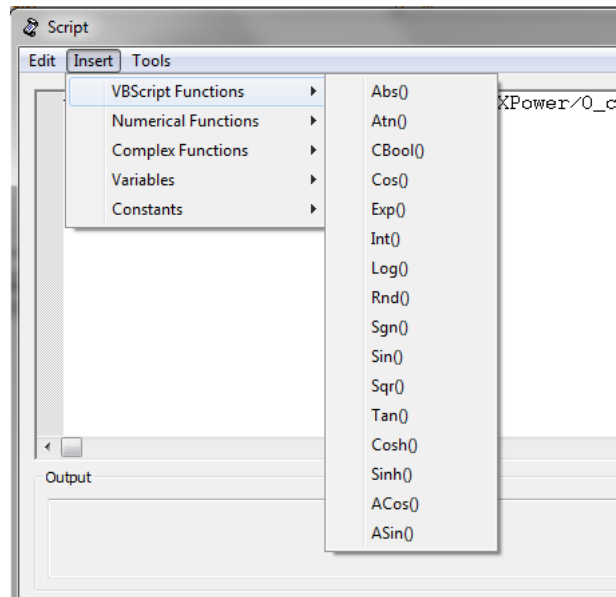 Script
Edit Insert Tools
VBScript Functions
Numerical Functions
Complex Functions
Variables
Constants
Abs()
Atn()
CBool()
Cos()
Exp()
Int()
Log()
Rnd()
Sgn()
Sin()
Sqr()
Tan()
Cosh()
Sinh()
ACos()
ASin()
XPower/0_c
Output